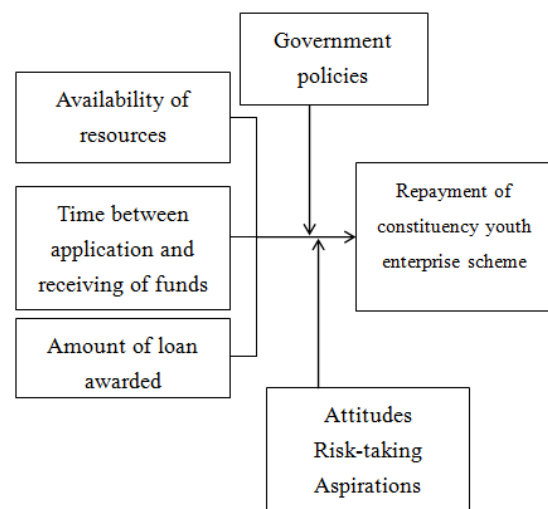 Government
policies
Availability of
resources
Time between
application and
receiving of funds
Amount of loan
awarded
Repayment of
constituency youth
enterprise scheme
Attitudes
Risk-taking
Aspirations